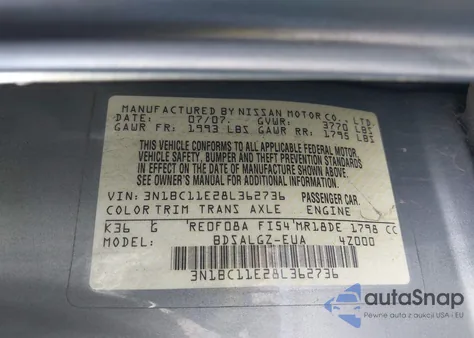 MANUFACTURED BY NISSAN MOTOR CO., LTD.
DATE: 07/07 GVWR: 3770 LBS
GAWR FR: 1993 LBS GAWR RR: 1795 LBS
THIS VEHICLE CONFORMS TO ALL APPLICABLE FEDERAL MOTOR
VEHICLE SAFETY, BUMPER AND THEFT PREVENTION STANDARDS
IN EFFECT ON THE DATE OF MANUFACTURE SHOWN ABOVE.
SEE OWNER'S MANUAL FOR ADDITIONAL INFORMATION.
VIN: 3N1BC11E28L362736 PASSENGER CAR.
COLOR TRIM TRANS AXLE ENGINE
K36 G RE0F08A FI54 MR18DE 1798 CC
MODEL: BDSALGZ-EUA 4Z000
3N1BC11E28L362736
autaSnap
Pewne auta z aukcji USA i EU